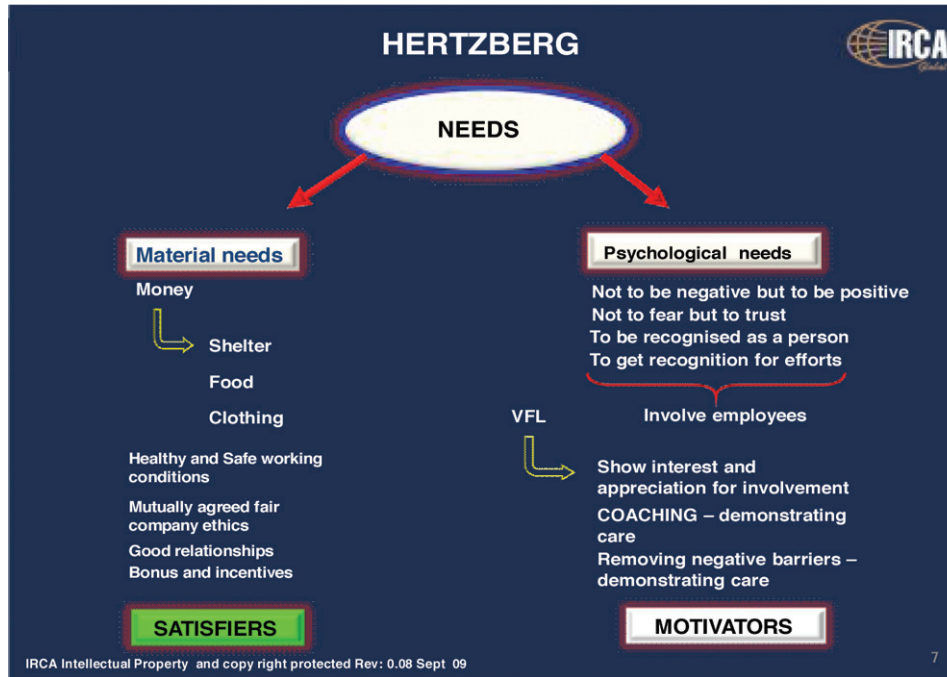 HERTZBERG
IRCA
Global
NEEDS
Material needs
Money
Shelter
Food
Clothing
Healthy and Safe working
conditions
Mutually agreed fair
company ethics
Good relationships
Bonus and incentives
SATISFIERS
Psychological needs
Not to be negative but to be positive
Not to fear but to trust
To be recognised as a person
To get recognition for efforts
Involve employees
VFL
Show interest and
appreciation for involvement
COACHING – demonstrating
care
Removing negative barriers –
demonstrating care
MOTIVATORS
IRCA Intellectual Property and copy right protected Rev: 0.08 Sept 09
7